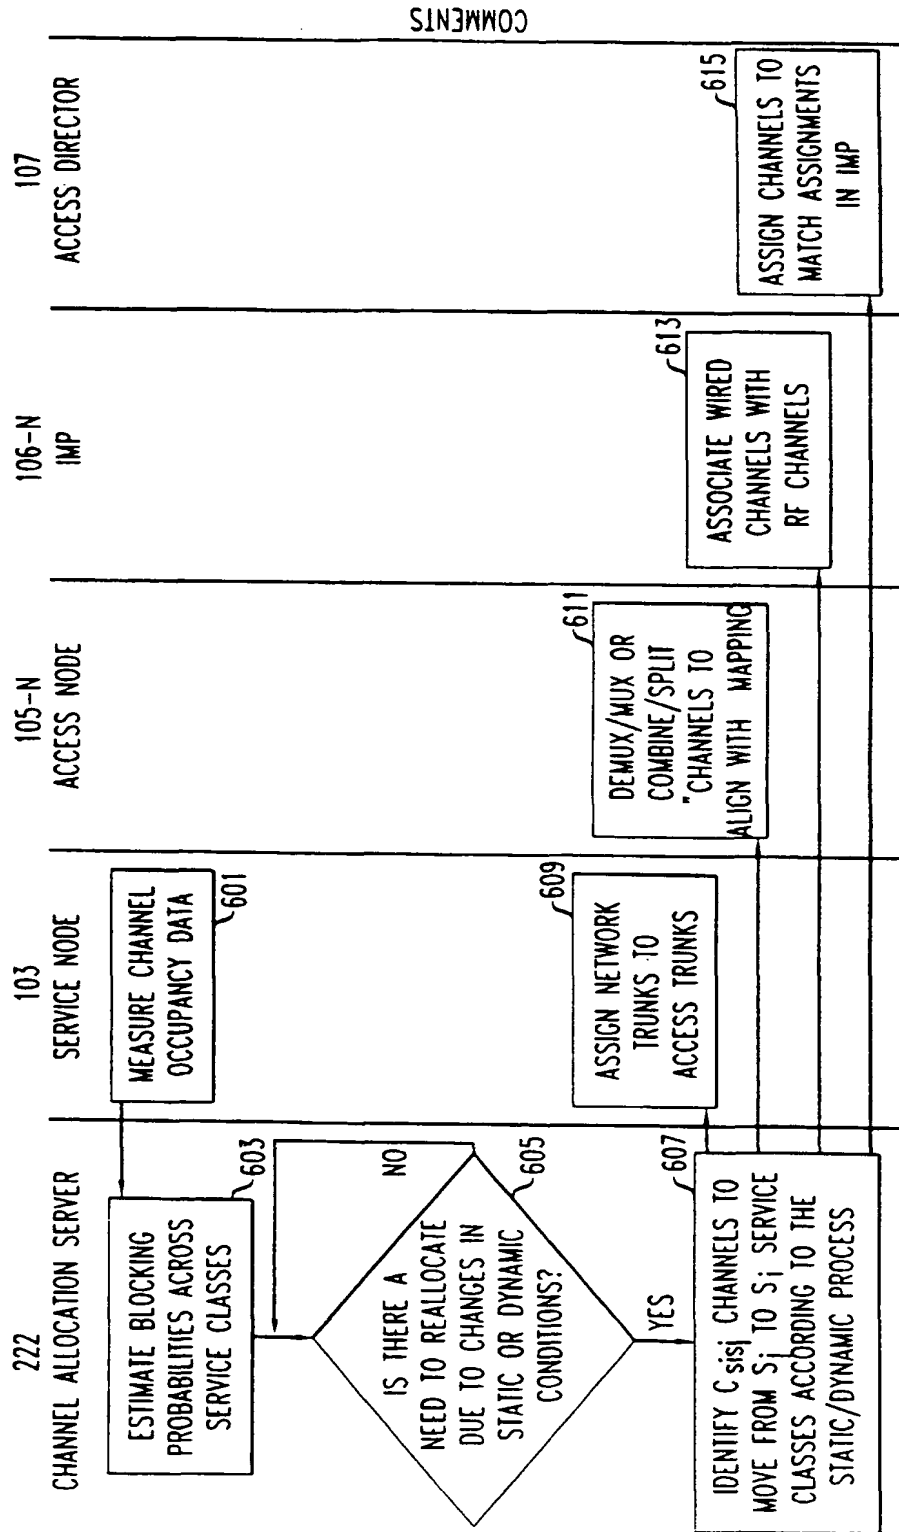 222
CHANNEL ALLOCATION SERVER
103
SERVICE NODE
105-N
ACCESS NODE
106-N
IMP
107
ACCESS DIRECTOR
COMMENTS
MEASURE CHANNEL
OCCUPANCY DATA
601
ESTIMATE BLOCKING
PROBABILITIES ACROSS
SERVICE CLASSES
603
NO
IS THERE A
NEED TO REALLOCATE
DUE TO CHANGES IN
STATIC OR DYNAMIC
CONDITIONS?
605
YES
IDENTIFY Csisj CHANNELS TO
MOVE FROM Sj TO Si SERVICE
CLASSES ACCORDING TO THE
STATIC/DYNAMIC PROCESS
607
ASSIGN NETWORK
TRUNKS TO
ACCESS TRUNKS
609
DEMUX/MUX OR
COMBINE/SPLIT
"CHANNELS TO
ALIGN WITH MAPPING
611
ASSOCIATE WIRED
CHANNELS WITH
RF CHANNELS
613
ASSIGN CHANNELS TO
MATCH ASSIGNMENTS
IN IMP
615